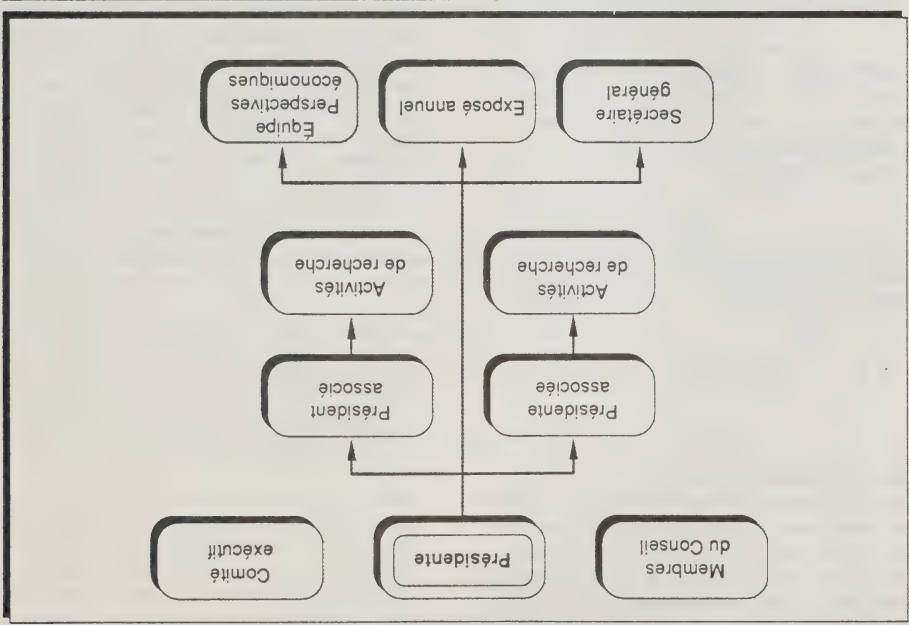 Membres
du Conseil
Présidente
Comité
exécutif
Présidente
associée
Président
associé
Activités
de recherche
Activités
de recherche
Secrétaire
général
Exposé annuel
Équipe
Perspectives
économiques